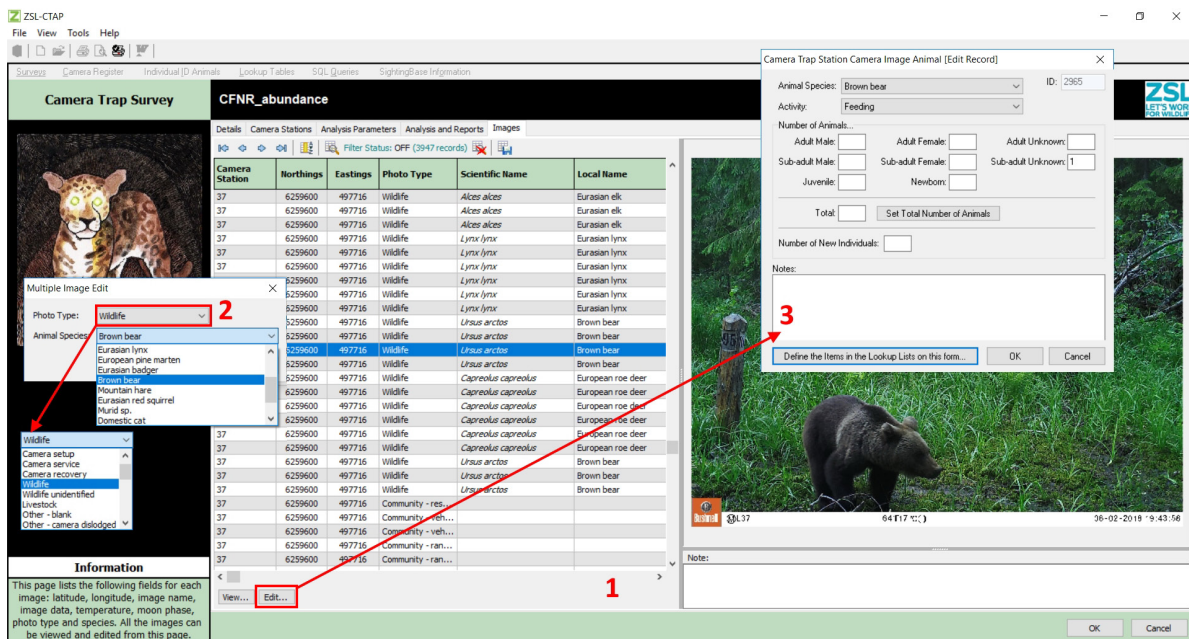 ZSL-CTAP
File View Tools Help
Surveys Camera Register Individual ID Animals Lookup Tables SQL Queries SightingBase Information
Camera Trap Survey
CFNR_abundance
ZSL
LET'S WORK
FOR WILDLIFE
Details Camera Stations Analysis Parameters Analysis and Reports Images
Filter Status: OFF (3947 records)
Camera Station Northings Eastings Photo Type Scientific Name Local Name
37 6259600 497716 Wildlife Alces alces Eurasian elk
37 6259600 497716 Wildlife Alces alces Eurasian elk
37 6259600 497716 Wildlife Alces alces Eurasian elk
37 6259600 497716 Wildlife Lynx lynx Eurasian lynx
37 6259600 497716 Wildlife Lynx lynx Eurasian lynx
37 6259600 497716 Wildlife Lynx lynx Eurasian lynx
6259600 497716 Wildlife Lynx lynx Eurasian lynx
6259600 497716 Wildlife Lynx lynx Eurasian lynx
6259600 497716 Wildlife Lynx lynx Eurasian lynx
6259600 497716 Wildlife Ursus arctos Brown bear
6259600 497716 Wildlife Ursus arctos Brown bear
6259600 497716 Wildlife Ursus arctos Brown bear
6259600 497716 Wildlife Ursus arctos Brown bear
6259600 497716 Wildlife Capreolus capreolus European roe deer
6259600 497716 Wildlife Capreolus capreolus European roe deer
6259600 497716 Wildlife Capreolus capreolus European roe deer
6259600 497716 Wildlife Capreolus capreolus European roe deer
37 6259600 497716 Wildlife Capreolus capreolus European roe deer
37 6259600 497716 Wildlife Capreolus capreolus European roe deer
37 6259600 497716 Wildlife Ursus arctos Brown bear
37 6259600 497716 Wildlife Ursus arctos Brown bear
37 6259600 497716 Wildlife Ursus arctos Brown bear
37 6259600 497716 Community - res...
37 6259600 497716 Community - veh...
37 6259600 497716 Community - veh...
37 6259600 497716 Community - ran...
37 6259600 497716 Community - ran...
View... Edit...
1
Multiple Image Edit
Photo Type: Wildlife
2
Animal Species: Brown bear
Eurasian lynx
European pine marten
Eurasian badger
Brown bear
Mountain hare
Eurasian red squirrel
Murid sp.
Domestic cat
Wildlife
Camera setup
Camera service
Camera recovery
Wildlife
Wildlife unidentified
Livestock
Other - blank
Other - camera dislodged
Information
This page lists the following fields for each
image: latitude, longitude, image name,
image data, temperature, moon phase,
photo type and species. All the images can
be viewed and edited from this page.
Camera Trap Station Camera Image Animal [Edit Record]
Animal Species: Brown bear ID: 2965
Activity: Feeding
Number of Animals...
Adult Male: Adult Female: Adult Unknown:
Sub-adult Male: Sub-adult Female: Sub-adult Unknown: 1
Juvenile: Newborn:
Total: Set Total Number of Animals
Number of New Individuals:
Notes:
3
Define the Items in the Lookup Lists on this form... OK Cancel
Note:
OK Cancel